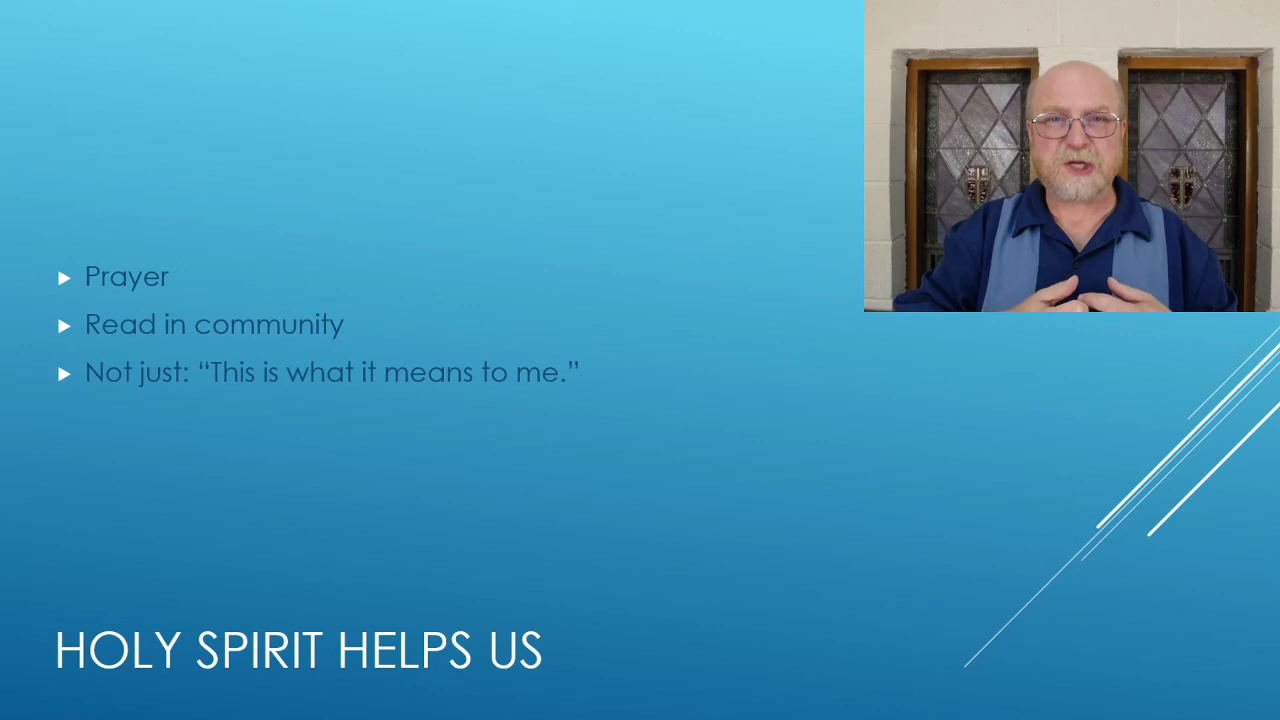 Prayer
Read in community
Not just: “This is what it means to me.”
HOLY SPIRIT HELPS US